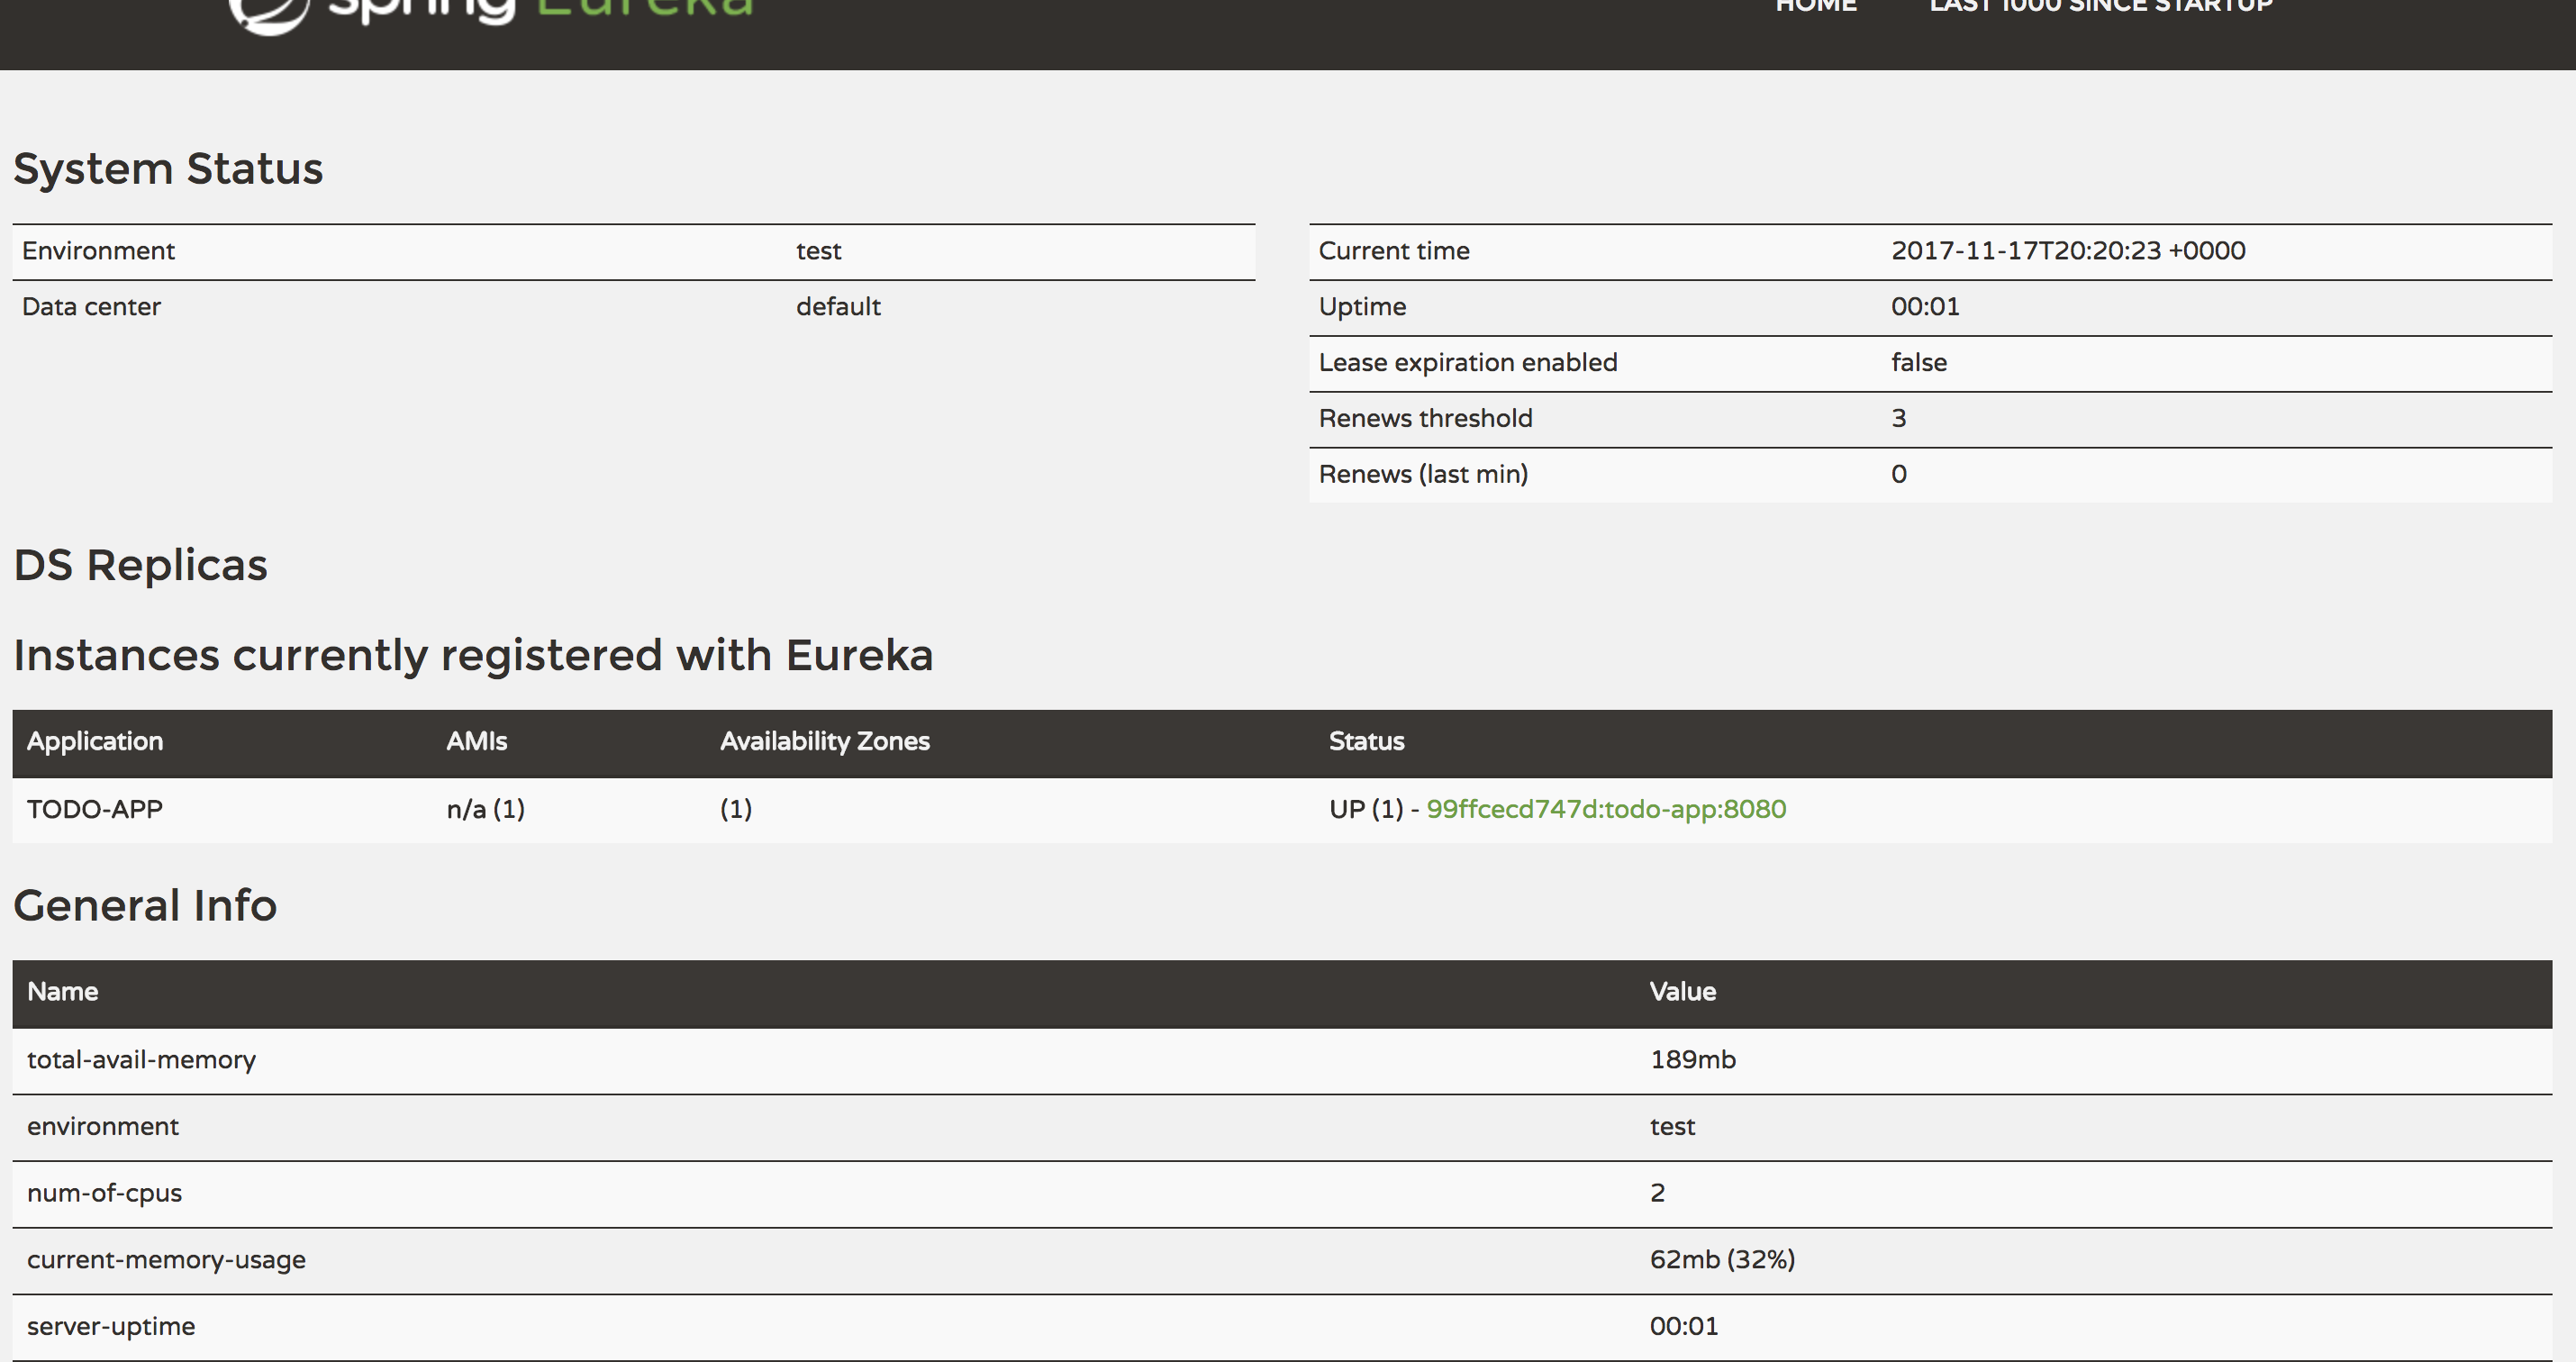 spring Eureka
HOME LAST 1000 SINCE STARTUP
System Status
Environment test
Data center default
Current time 2017-11-17T20:20:23 +0000
Uptime 00:01
Lease expiration enabled false
Renews threshold 3
Renews (last min) 0
DS Replicas
Instances currently registered with Eureka
Application AMIs Availability Zones Status
TODO-APP n/a (1) (1) UP (1) - 99ffcecd747d:todo-app:8080
General Info
Name Value
total-avail-memory 189mb
environment test
num-of-cpus 2
current-memory-usage 62mb (32%)
server-uptime 00:01